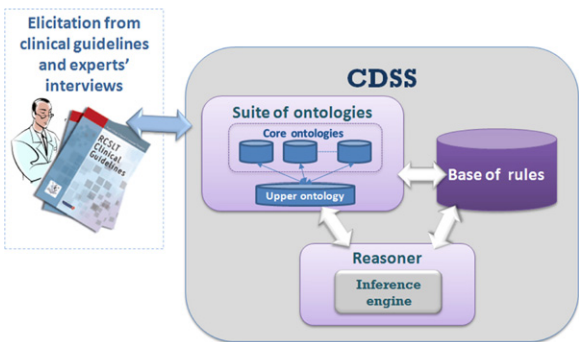 Elicitation from
clinical guidelines
and experts'
interviews
RCSLT
Clinical
Guidelines
CDSS
Suite of ontologies
Core ontologies
Upper ontology
Base of rules
Reasoner
Inference
engine